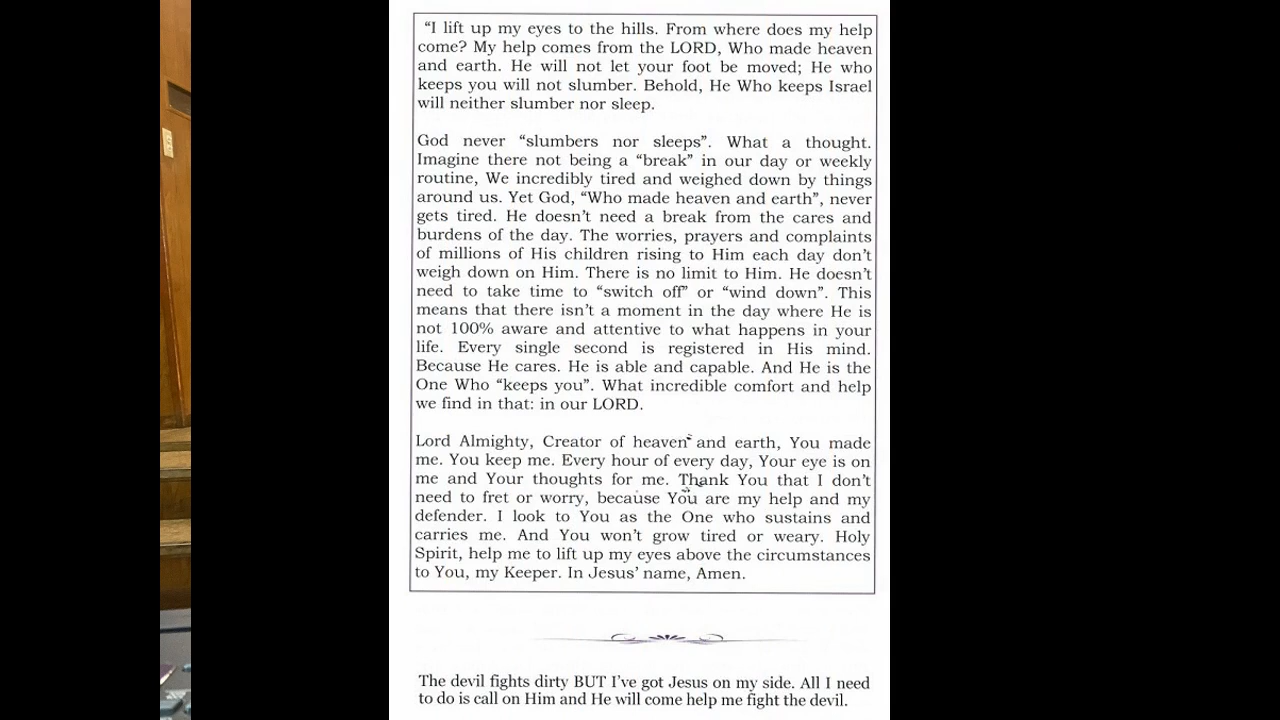 “I lift up my eyes to the hills. From where does my help
come? My help comes from the LORD, Who made heaven
and earth. He will not let your foot be moved; He who
keeps you will not slumber. Behold, He Who keeps Israel
will neither slumber nor sleep.
God never “slumbers nor sleeps”. What a thought.
Imagine there not being a “break” in our day or weekly
routine, We incredibly tired and weighed down by things
around us. Yet God, “Who made heaven and earth”, never
gets tired. He doesn’t need a break from the cares and
burdens of the day. The worries, prayers and complaints
of millions of His children rising to Him each day don’t
weigh down on Him. There is no limit to Him. He doesn’t
need to take time to “switch off” or “wind down”. This
means that there isn’t a moment in the day where He is
not 100% aware and attentive to what happens in your
life. Every single second is registered in His mind.
Because He cares. He is able and capable. And He is the
One Who “keeps you”. What incredible comfort and help
we find in that: in our LORD.
Lord Almighty, Creator of heaven and earth, You made
me. You keep me. Every hour of every day, Your eye is on
me and Your thoughts for me. Thank You that I don’t
need to fret or worry, because You are my help and my
defender. I look to You as the One who sustains and
carries me. And You won’t grow tired or weary. Holy
Spirit, help me to lift up my eyes above the circumstances
to You, my Keeper. In Jesus’ name, Amen.
The devil fights dirty BUT I’ve got Jesus on my side. All I need
to do is call on Him and He will come help me fight the devil.